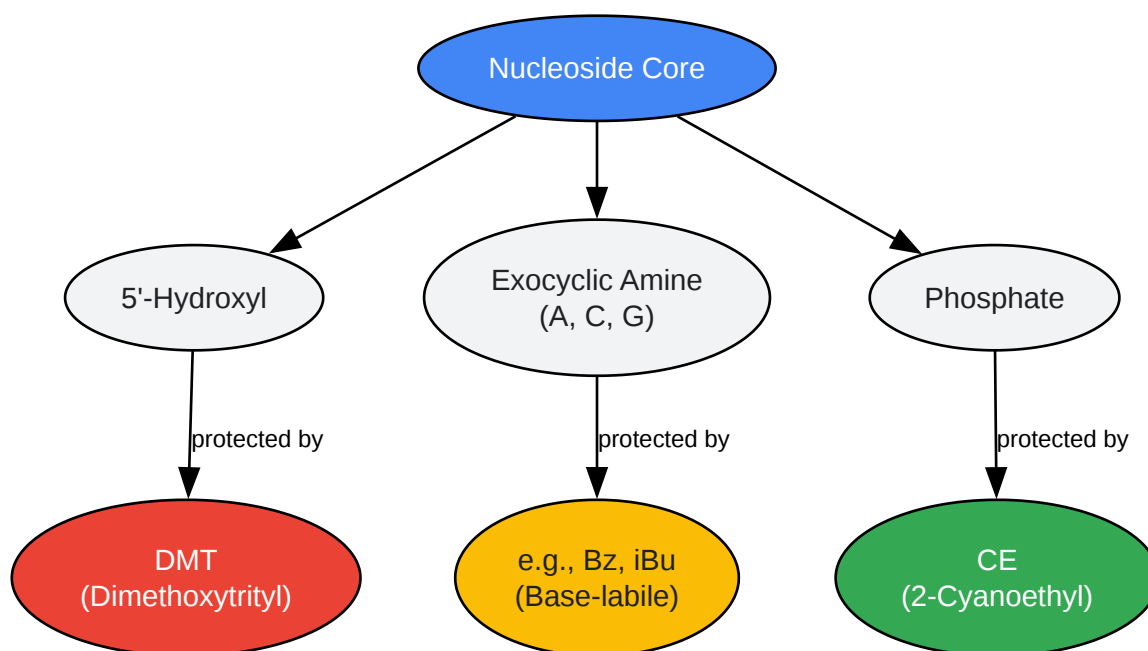 Nucleoside Core
5'-Hydroxyl
Exocyclic Amine
(A, C, G)
Phosphate
protected by
protected by
protected by
DMT
(Dimethoxytrityl)
e.g., Bz, iBu
(Base-labile)
CE
(2-Cyanoethyl)